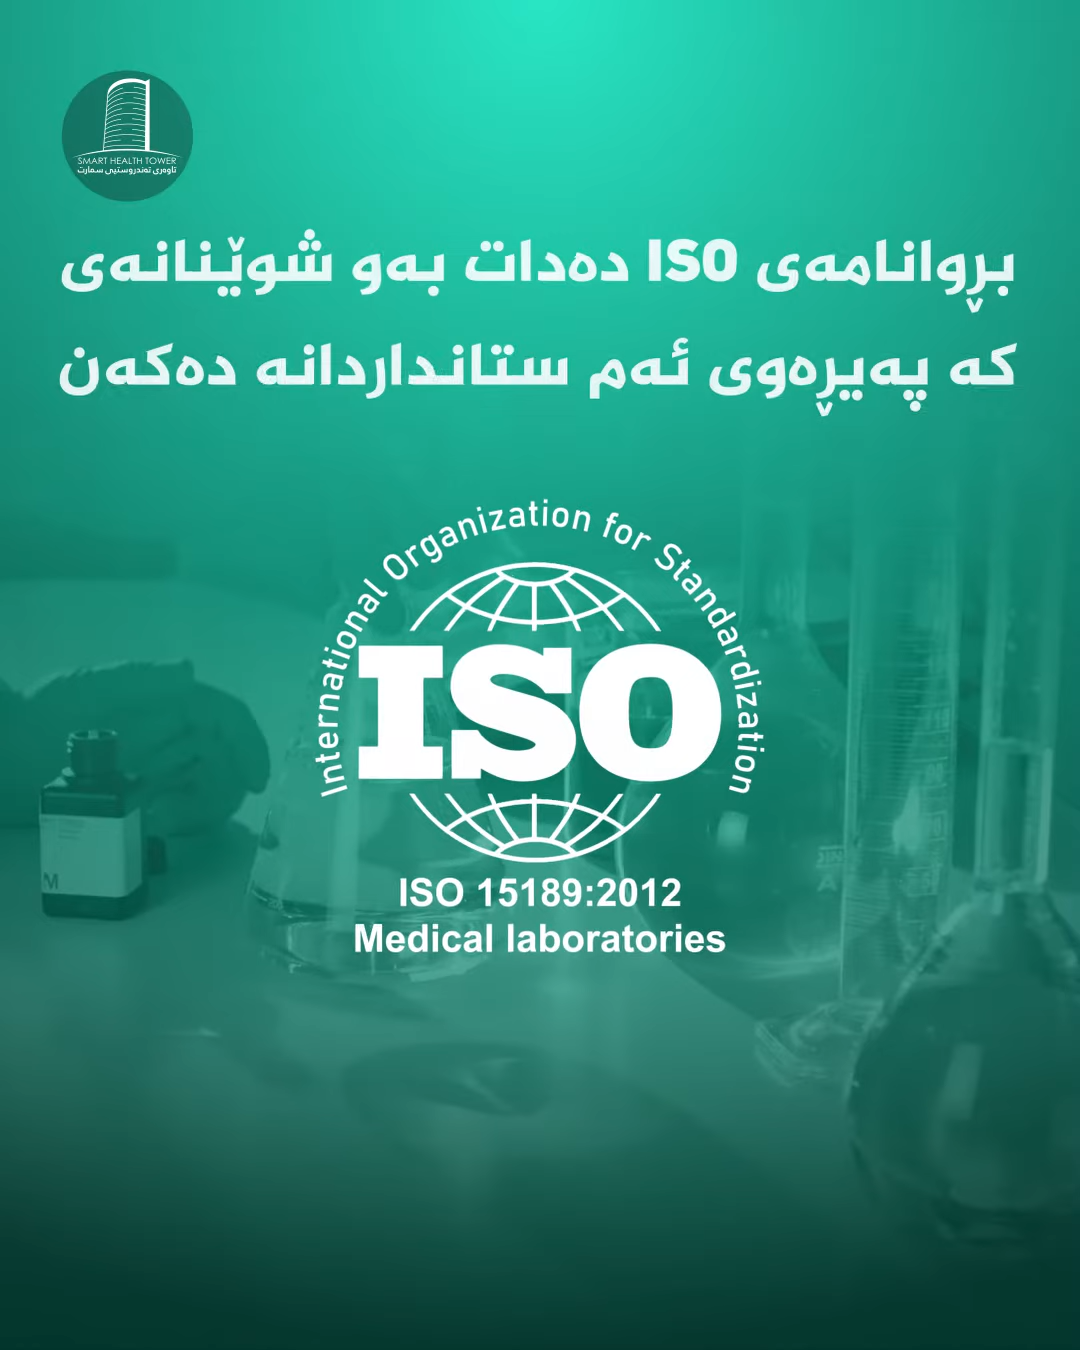 SMART HEALTH TOWER
تاوەری تەندروستیی سمارت
بڕوانامەی ISO دەدات بەو شوێنانەی
کە پەیڕەوی ئەم ستانداردانە دەکەن
International Organization for Standardization
ISO
ISO 15189:2012
Medical laboratories
M